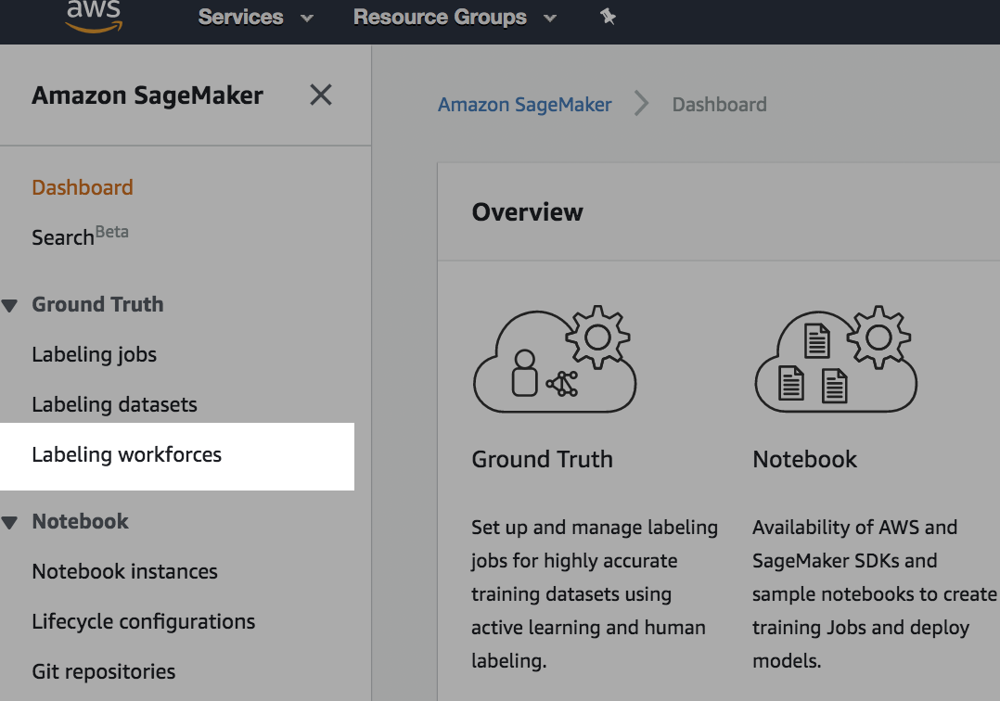 aws Services Resource Groups
Amazon SageMaker
Amazon SageMaker Dashboard
Dashboard
Search Beta
Ground Truth
Labeling jobs
Labeling datasets
Labeling workforces
Notebook
Notebook instances
Lifecycle configurations
Git repositories
Overview
Ground Truth
Set up and manage labeling
jobs for highly accurate
training datasets using
active learning and human
labeling.
Notebook
Availability of AWS and
SageMaker SDKs and
sample notebooks to create
training Jobs and deploy
models.